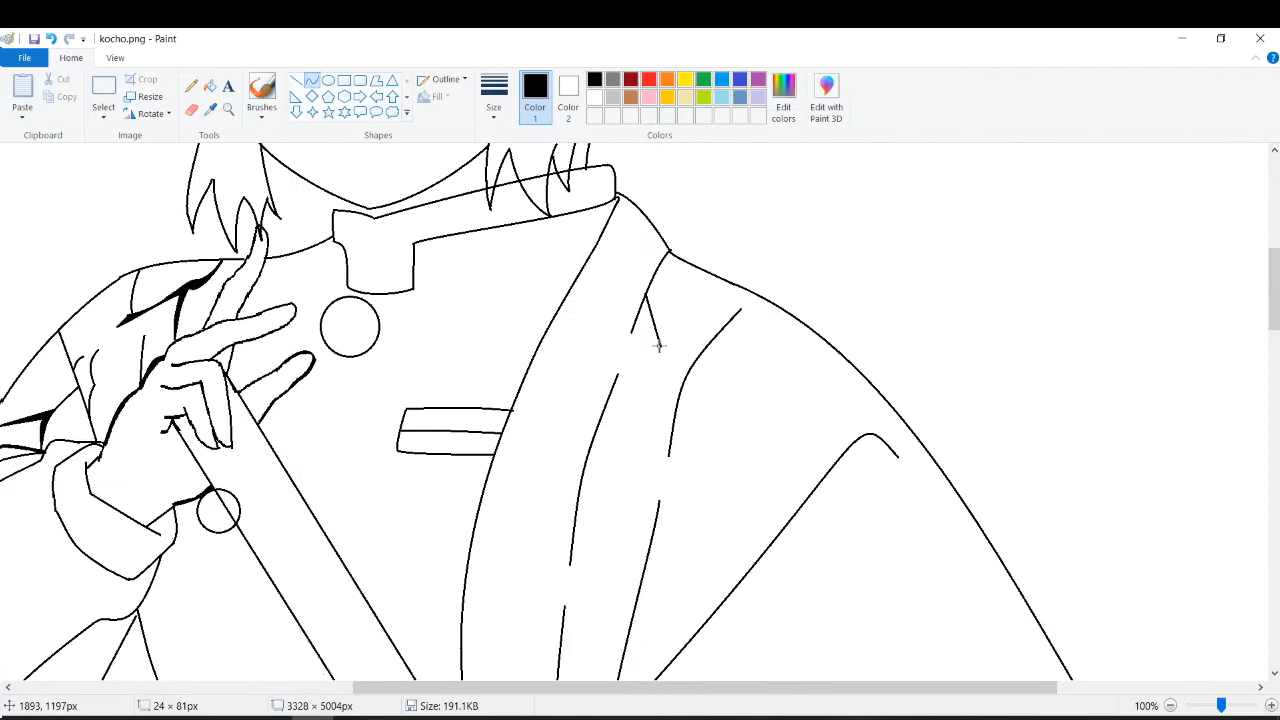 kocho.png - Paint
File
Home
View
Paste
Cut
Copy
Clipboard
Select
Crop
Resize
Rotate
Image
A
Tools
Brushes
Outline
Fill
Shapes
Size
Color
1
Color
2
Edit
colors
Edit with
Paint 3D
Colors
1893, 1197px
24 × 81px
3328 × 5004px
Size: 191.1KB
100%